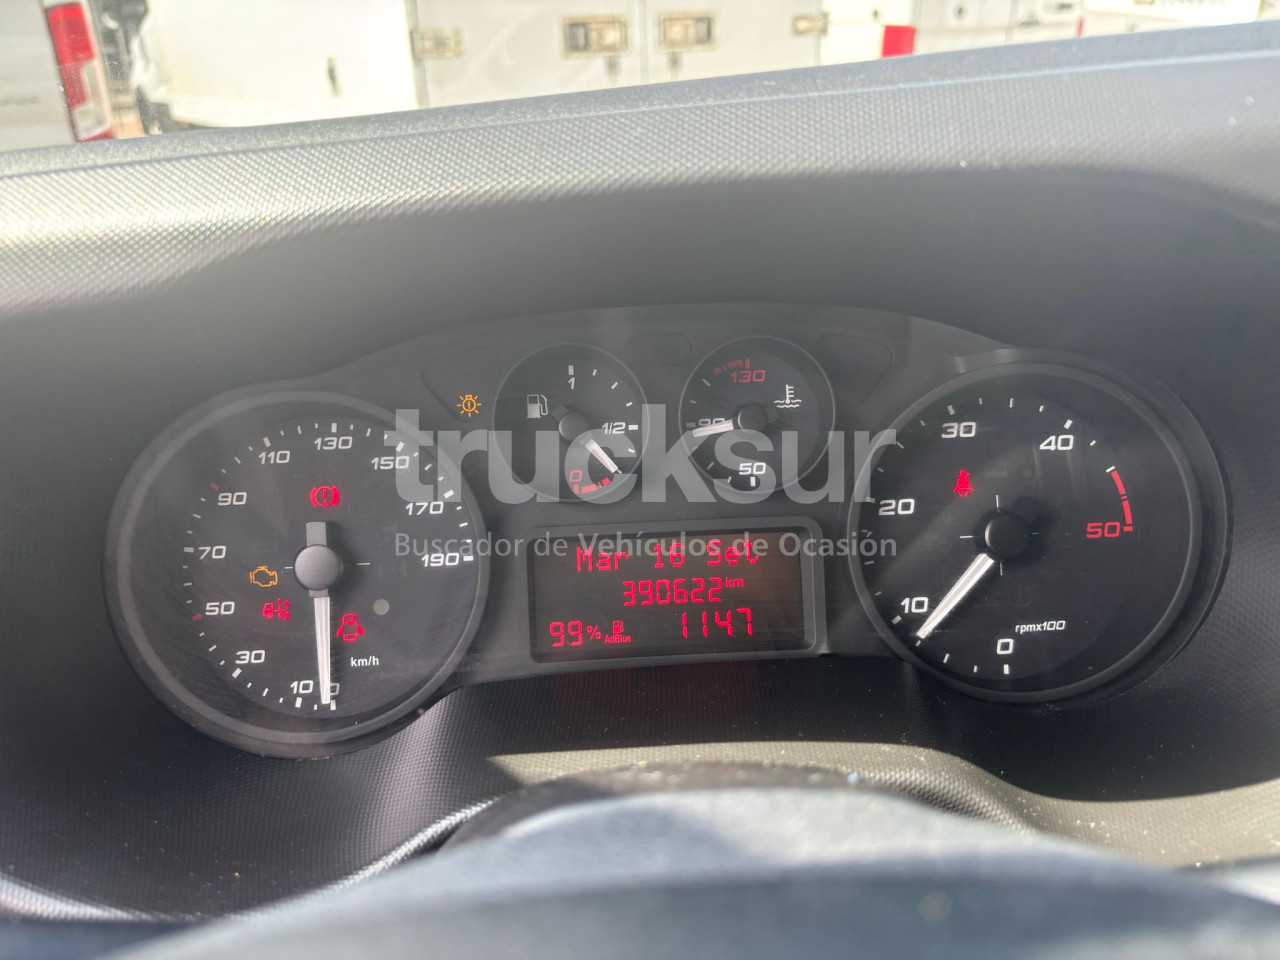 trucksur
Buscador de Vehículos de Ocasión
1
1/2
0
130
90
50
10 30 50 70 90 110 130 150 170 190
0
km/h
Mar 16 Set
390622 km
99% AdBlue 1147
0 10 20 30 40 50
rpmx100